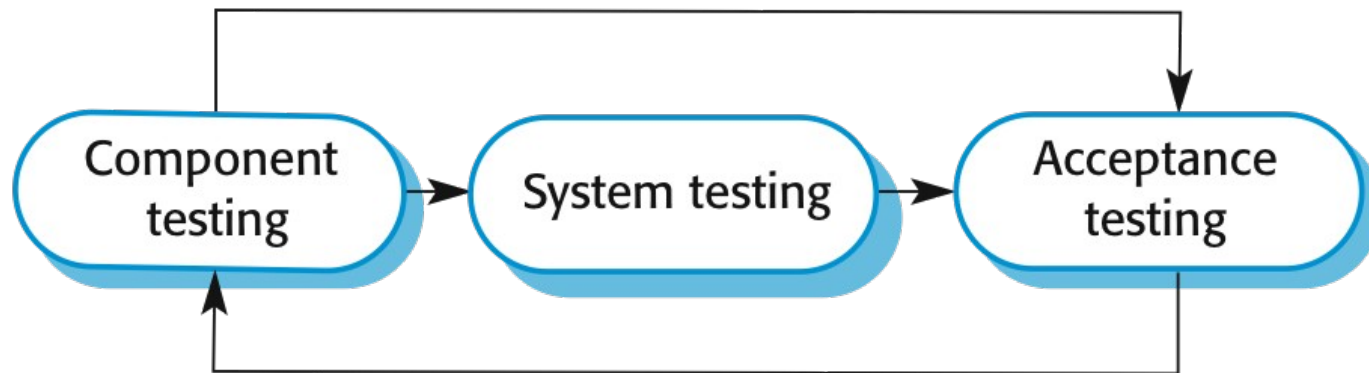 Component
testing
System testing
Acceptance
testing